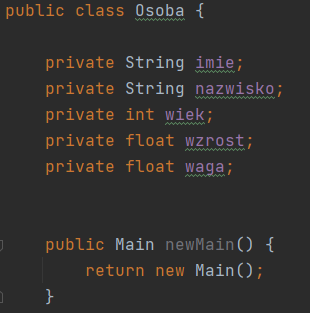 public class Osoba {
private String imie;
private String nazwisko;
private int wiek;
private float wzrost;
private float waga;
public Main newMain() {
return new Main();
}